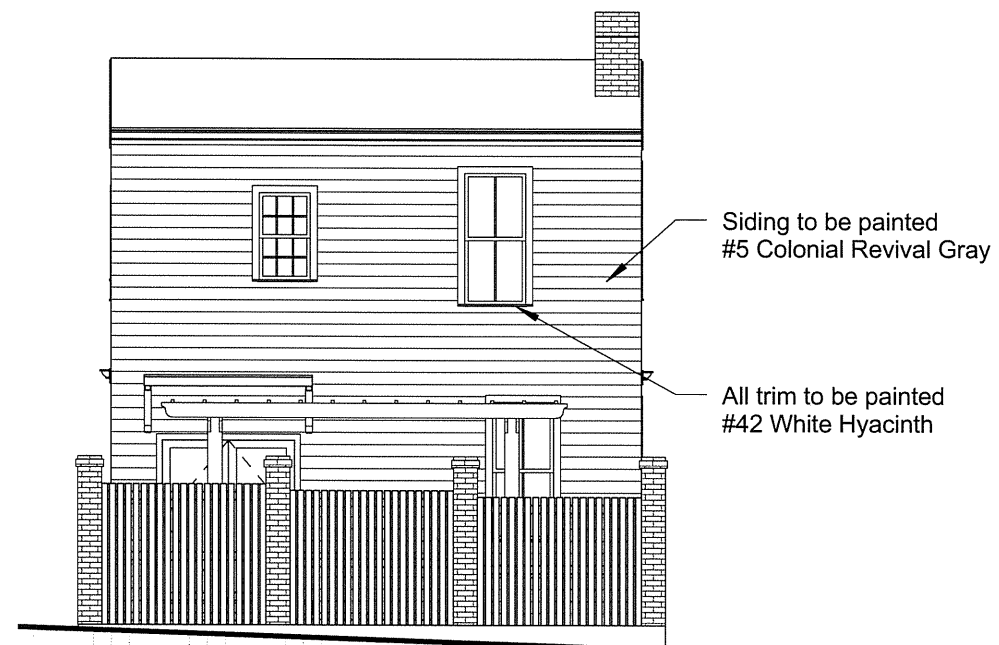 Siding to be painted
#5 Colonial Revival Gray
All trim to be painted
#42 White Hyacinth